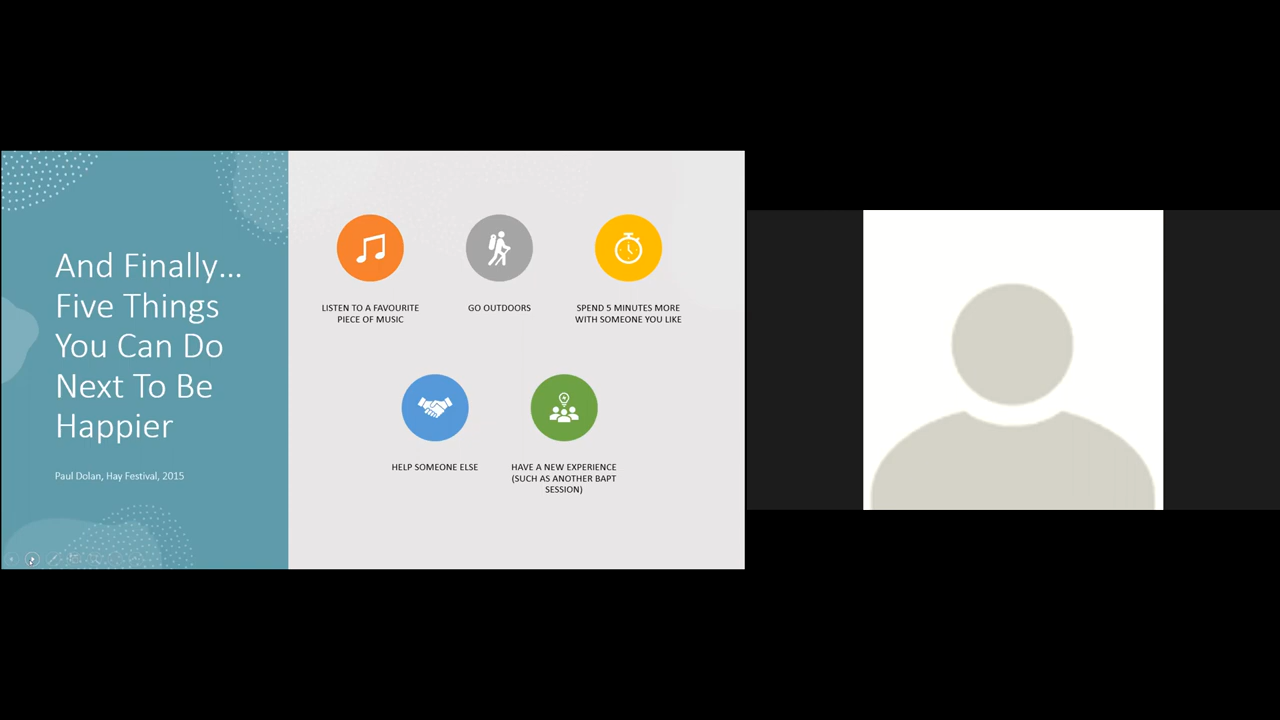 And Finally...
Five Things
You Can Do
Next To Be
Happier
Paul Dolan, Hay Festival, 2015
LISTEN TO A FAVOURITE
PIECE OF MUSIC
GO OUTDOORS
SPEND 5 MINUTES MORE
WITH SOMEONE YOU LIKE
HELP SOMEONE ELSE
HAVE A NEW EXPERIENCE
(SUCH AS ANOTHER BAPT
SESSION)